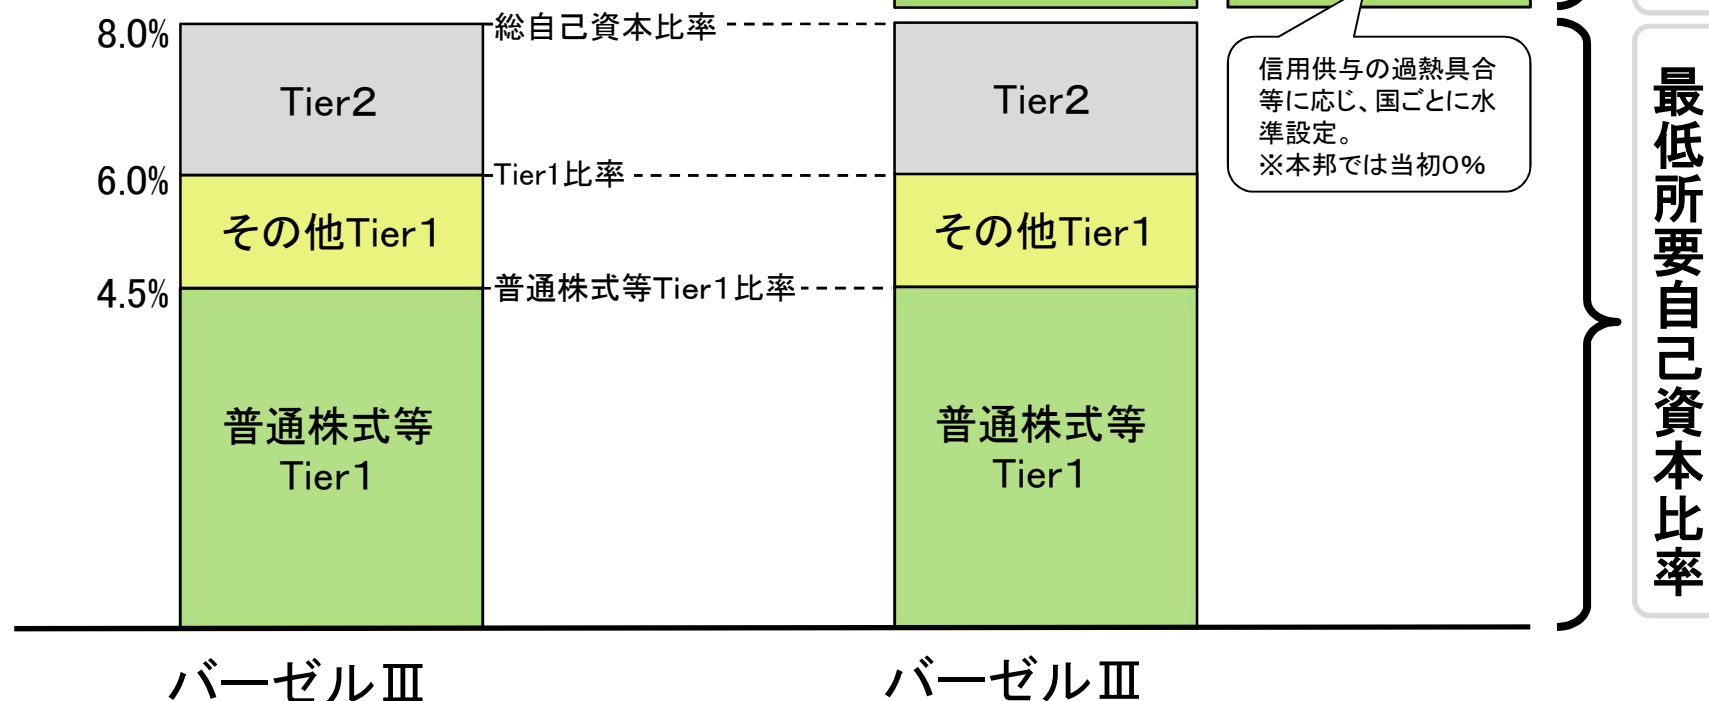 8.0%
総自己資本比率
Tier2
Tier2
信用供与の過熱具合
等に応じ、国ごとに水
準設定。
※本邦では当初0%
6.0%
Tier1比率
その他Tier1
その他Tier1
4.5%
普通株式等Tier1比率
普通株式等
Tier1
普通株式等
Tier1
最低所要自己資本比率
バーゼルⅢ
バーゼルⅢ